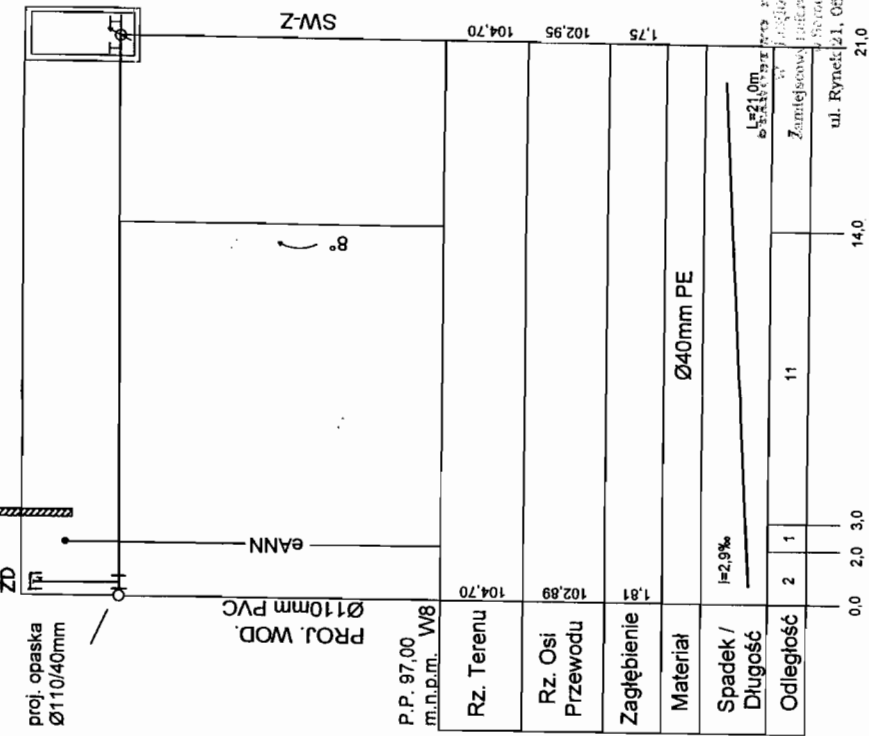 ZD
proj. opaska
Ø110/40mm
SW-Z
8°
eANN
PROJ. WOD.
Ø110mm PVC
P.P. 97,00
m.n.p.m.
W8
Rz. Terenu
104,70
104,70
Rz. Osi
Przewodu
102,89
102,95
Zagłębienie
1,81
1,75
Materiał
Ø40mm PE
Spadek /
Długość
i=2,9‰
L=21,0m
Odległość
2
1
11
0,0
2,0
3,0
14,0
21,0
Zamiejscowy
ul. Rynek 21, 08